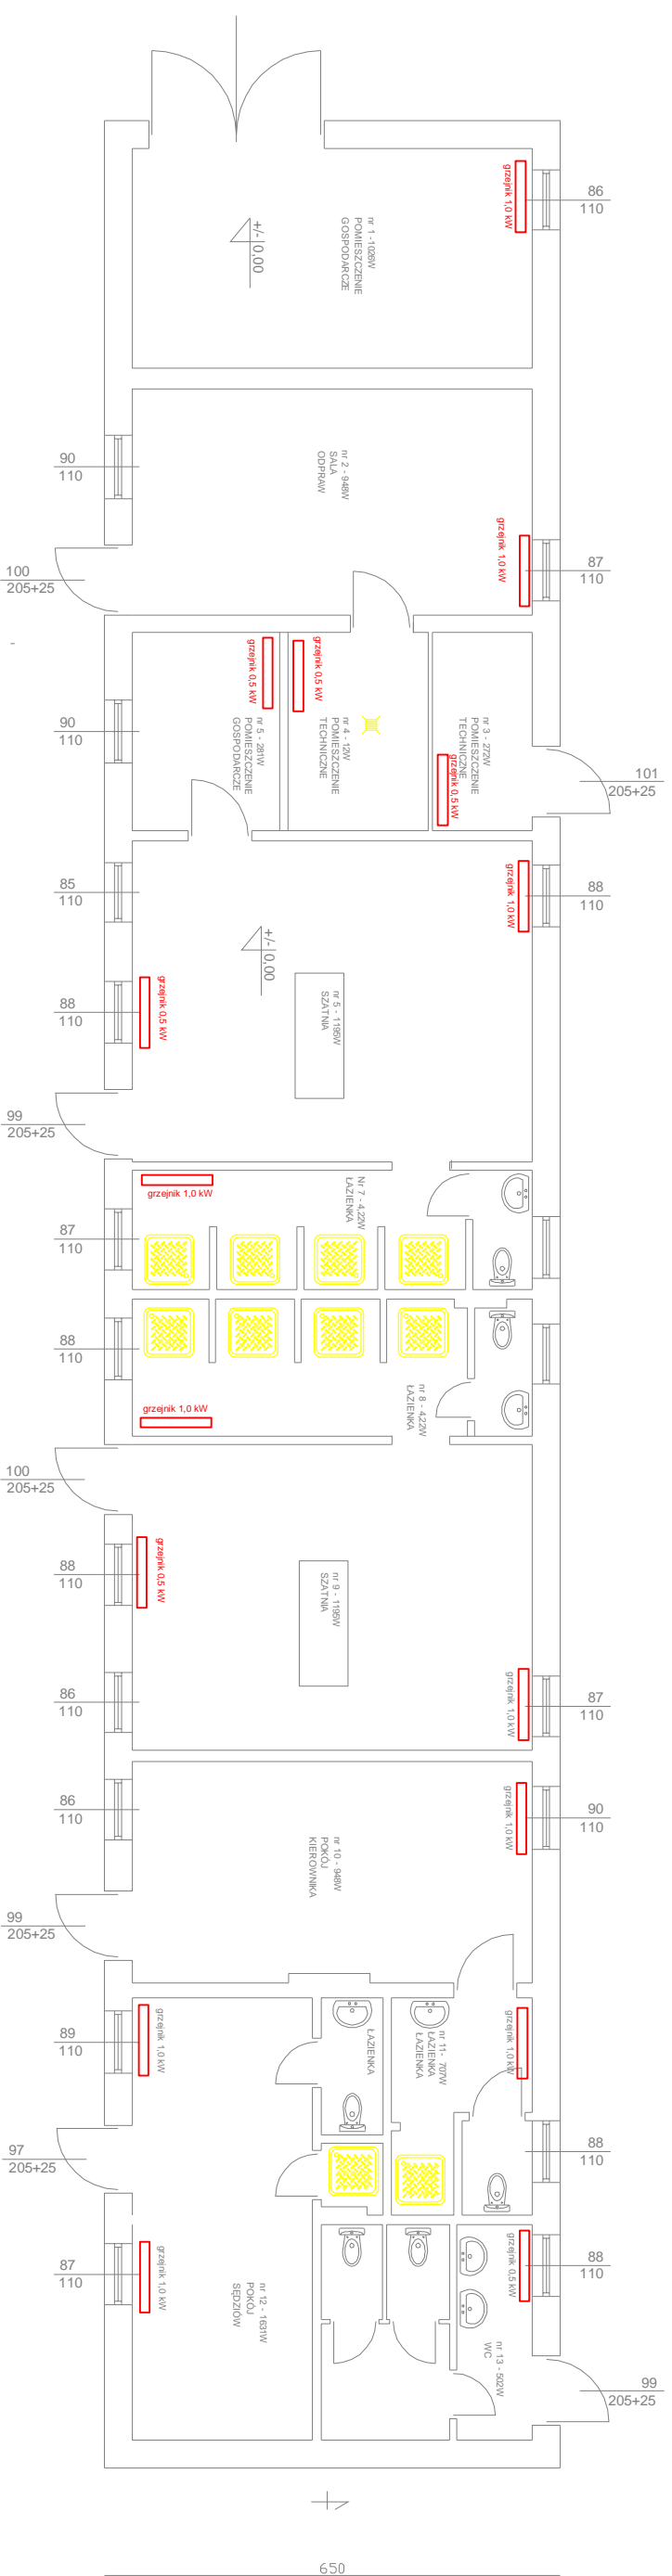 grzejnik 1,0 kW
86
110
nr 1 -1026W
POMIESZCZENIE
GOSPODARCZE
+/- 0,00
90
110
nr 2 - 948W
SALA
ODPRAW
grzejnik 1,0 kW
87
110
100
205+25
grzejnik 0,5 kW
grzejnik 0,5 kW
90
110
nr 5 - 281W
POMIESZCZENIE
GOSPODARCZE
nr 4 - 12W
POMIESZCZENIE
TECHNICZNE
nr 3 - 272W
POMIESZCZENIE
TECHNICZNE
grzejnik 0,5 kW
101
205+25
85
110
grzejnik 1,0 kW
88
110
+/- 0,00
88
110
grzejnik 0,5 kW
nr 5 - 1195W
SZATNIA
99
205+25
grzejnik 1,0 kW
Nr 7 - 4,22W
ŁAZIENKA
87
110
88
110
grzejnik 1,0 kW
nr 8 - 4,22W
ŁAZIENKA
100
205+25
88
110
grzejnik 0,5 kW
nr 9 - 1195W
SZATNIA
86
110
grzejnik 1,0 kW
87
110
86
110
grzejnik 1,0 kW
90
110
nr 10 - 948W
POKÓJ
KIEROWNIKA
99
205+25
89
110
grzejnik 1,0 kW
ŁAZIENKA
nr 11- 707W
ŁAZIENKA
ŁAZIENKA
grzejnik 1,0 kW
97
205+25
88
110
87
110
grzejnik 1,0 kW
nr 12 - 1631W
POKÓJ
SĘDZIÓW
grzejnik 0,5 kW
88
110
nr 13 - 502W
WC
99
205+25
650